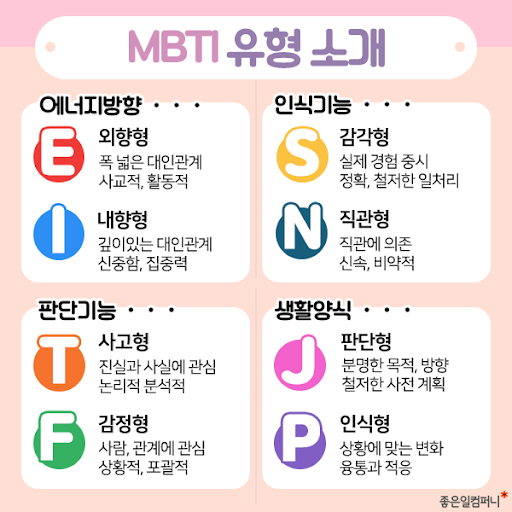 MBTI 유형 소개
에너지방향 · · ·
E
외향형
폭 넓은 대인관계
사교적, 활동적
I
내향형
깊이있는 대인관계
신중함, 집중력
인식기능 · · ·
S
감각형
실제 경험 중시
정확, 철저한 일처리
N
직관형
직관에 의존
신속, 비약적
판단기능 · · ·
T
사고형
진실과 사실에 관심
논리적 분석적
F
감정형
사람, 관계에 관심
상황적, 포괄적
생활양식 · · ·
J
판단형
분명한 목적, 방향
철저한 사전 계획
P
인식형
상황에 맞는 변화
융통과 적응
좋은일컴퍼니*